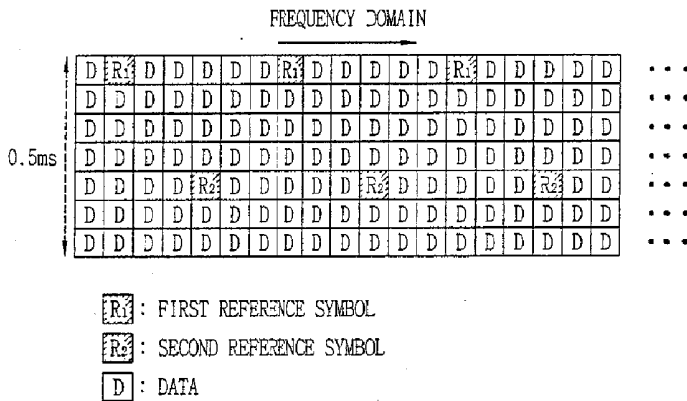 FREQUENCY DOMAIN
D R1 D D D D D R1 D D D D D R1 D D D D D • • •
D D D D D D D D D D D D D D D D D D D • • •
D D D D D D D D D D D D D D D D D D D • • •
0.5ms D D D D D D D D D D D D D D D D D D D • • •
D D D D R2 D D D D D R2 D D D D D R2 D D • • •
D D D D D D D D D D D D D D D D D D D • • •
D D D D D D D D D D D D D D D D D D D • • •
R1 : FIRST REFERENCE SYMBOL
R2 : SECOND REFERENCE SYMBOL
D : DATA